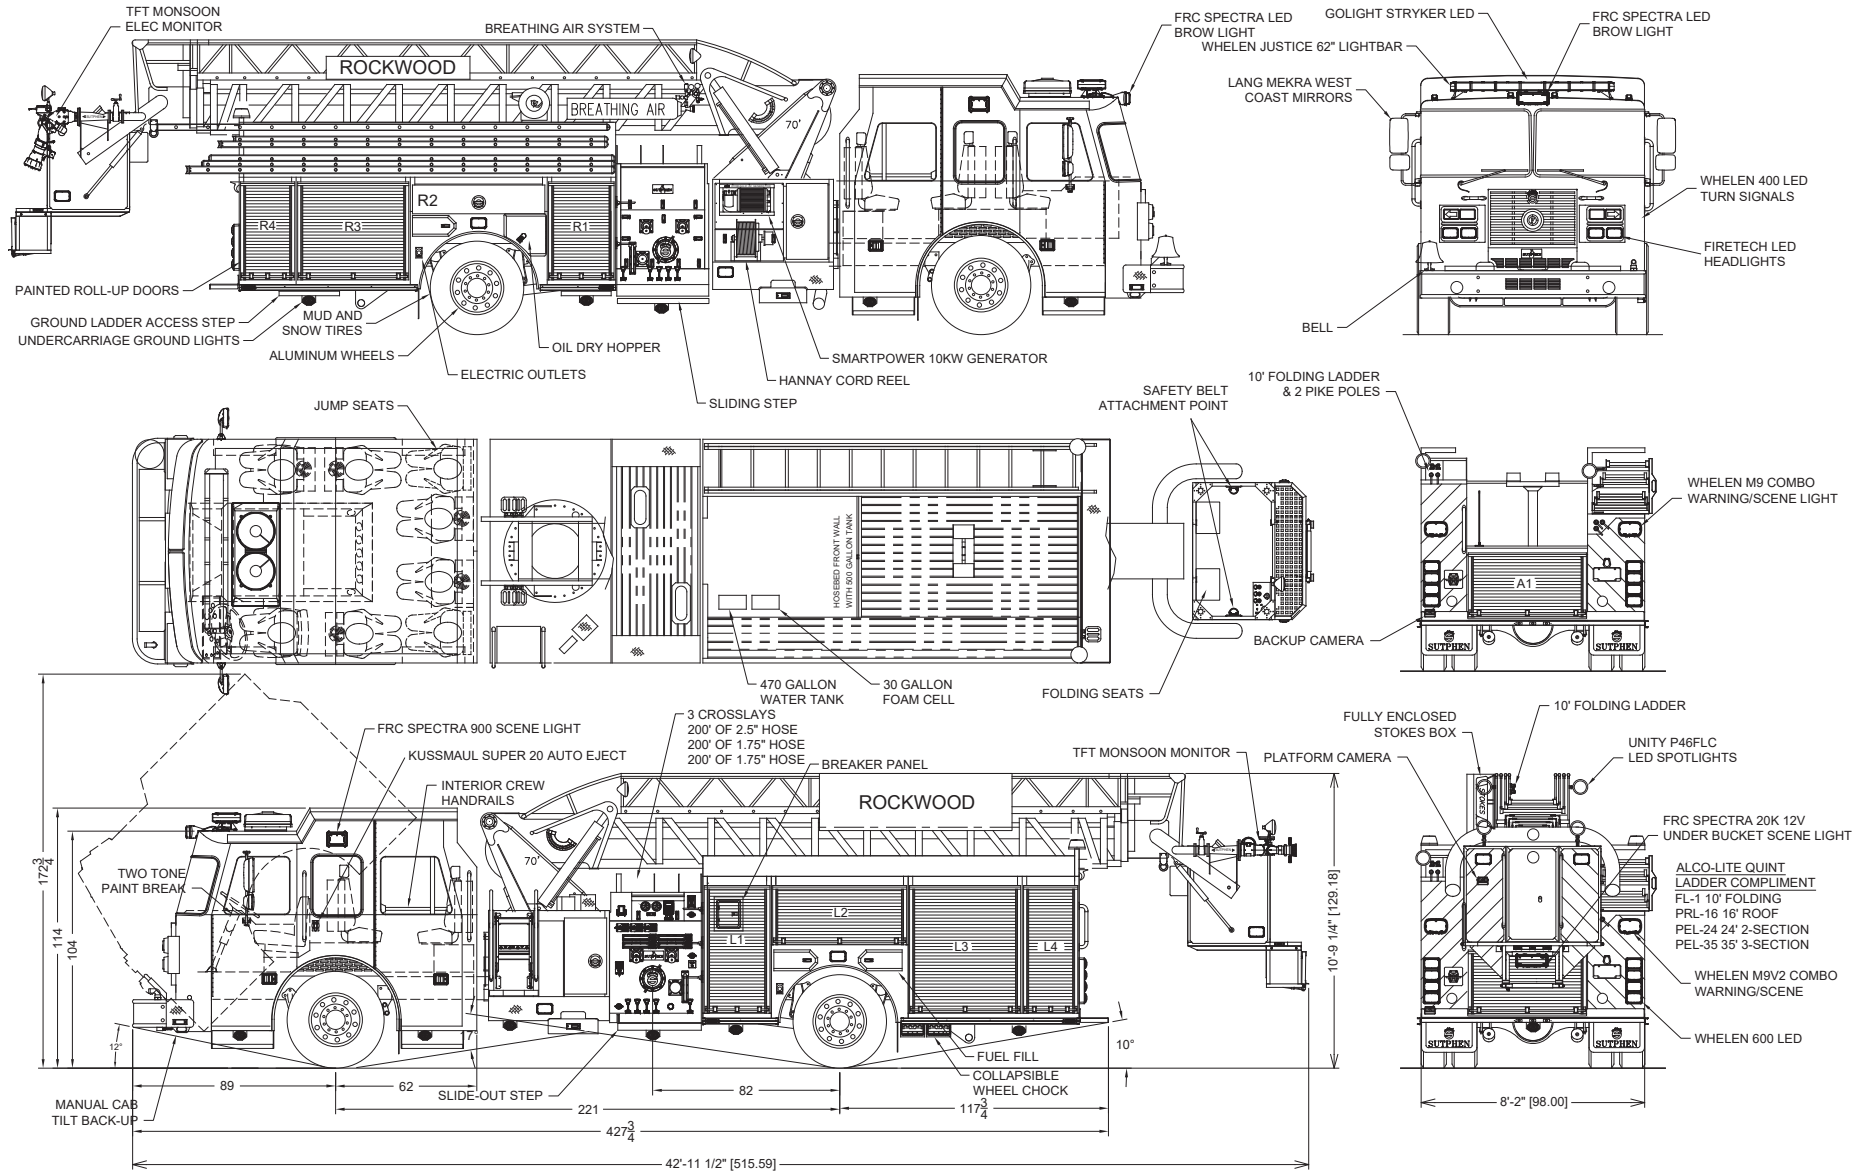 TFT MONSOON
ELEC MONITOR
BREATHING AIR SYSTEM
FRC SPECTRA LED
BROW LIGHT
WHELEN JUSTICE 62" LIGHTBAR
GOLIGHT STRYKER LED
FRC SPECTRA LED
BROW LIGHT
LANG MEKRA WEST
COAST MIRRORS
ROCKWOOD
BREATHING AIR
70'
R4
R3
R2
R1
WHELEN 400 LED
TURN SIGNALS
FIRETECH LED
HEADLIGHTS
BELL
PAINTED ROLL-UP DOORS
GROUND LADDER ACCESS STEP
UNDERCARRIAGE GROUND LIGHTS
MUD AND
SNOW TIRES
ALUMINUM WHEELS
OIL DRY HOPPER
ELECTRIC OUTLETS
SMARTPOWER 10KW GENERATOR
HANNAY CORD REEL
SLIDING STEP
JUMP SEATS
SAFETY BELT
ATTACHMENT POINT
10' FOLDING LADDER
& 2 PIKE POLES
HOSEBED FRONT WALL
WITH 500 GALLON TANK
WHELEN M9 COMBO
WARNING/SCENE LIGHT
A1
BACKUP CAMERA
SUTPHEN
SUTPHEN
470 GALLON
WATER TANK
30 GALLON
FOAM CELL
FOLDING SEATS
FRC SPECTRA 900 SCENE LIGHT
KUSSMAUL SUPER 20 AUTO EJECT
INTERIOR CREW
HANDRAILS
3 CROSSLAYS
200' OF 2.5" HOSE
200' OF 1.75" HOSE
200' OF 1.75" HOSE
BREAKER PANEL
TFT MONSOON MONITOR
FULLY ENCLOSED
STOKES BOX
PLATFORM CAMERA
10' FOLDING LADDER
UNITY P46FLC
LED SPOTLIGHTS
STOKES
FRC SPECTRA 20K 12V
UNDER BUCKET SCENE LIGHT
ALCO-LITE QUINT
LADDER COMPLIMENT
FL-1 10' FOLDING
PRL-16 16' ROOF
PEL-24 24' 2-SECTION
PEL-35 35' 3-SECTION
WHELEN M9V2 COMBO
WARNING/SCENE
WHELEN 600 LED
SUTPHEN
SUTPHEN
ROCKWOOD
70'
TWO TONE
PAINT BREAK
L1
L2
L3
L4
172 3/4
114
104
12°
7°
10°
10'-9 1/4" [129.18]
FUEL FILL
COLLAPSIBLE
WHEEL CHOCK
SLIDE-OUT STEP
MANUAL CAB
TILT BACK-UP
89
62
82
221
117 3/4
427 3/4
42'-11 1/2" [515.59]
8'-2" [98.00]